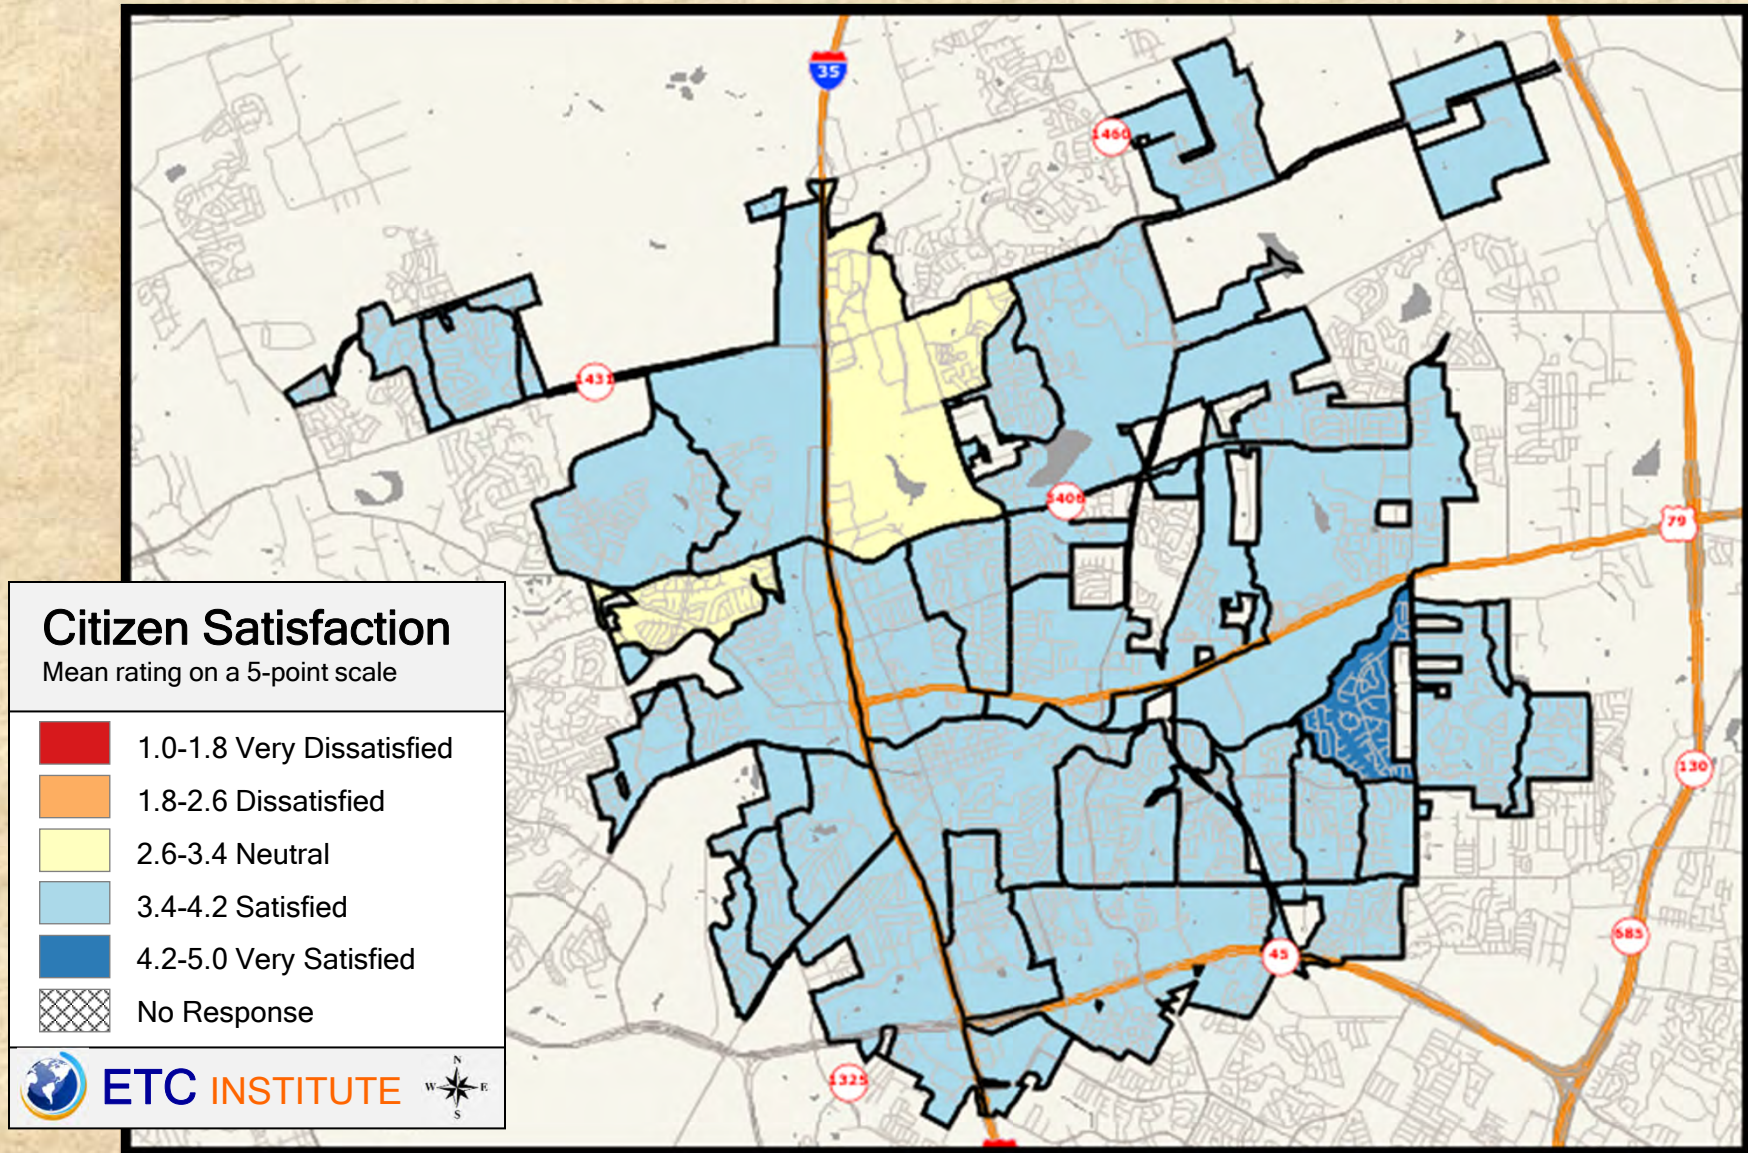 35
1460
1431
3406
79
130
685
45
1325
Citizen Satisfaction
Mean rating on a 5-point scale
1.0-1.8 Very Dissatisfied
1.8-2.6 Dissatisfied
2.6-3.4 Neutral
3.4-4.2 Satisfied
4.2-5.0 Very Satisfied
No Response
ETC INSTITUTE
N
W E
S